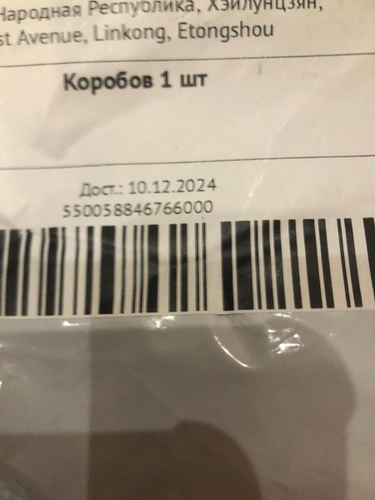 Народная Республика, Хэйлунцзян,
st Avenue, Linkong, Etongshou
Коробов 1 шт
Дост.: 10.12.2024
550058846766000